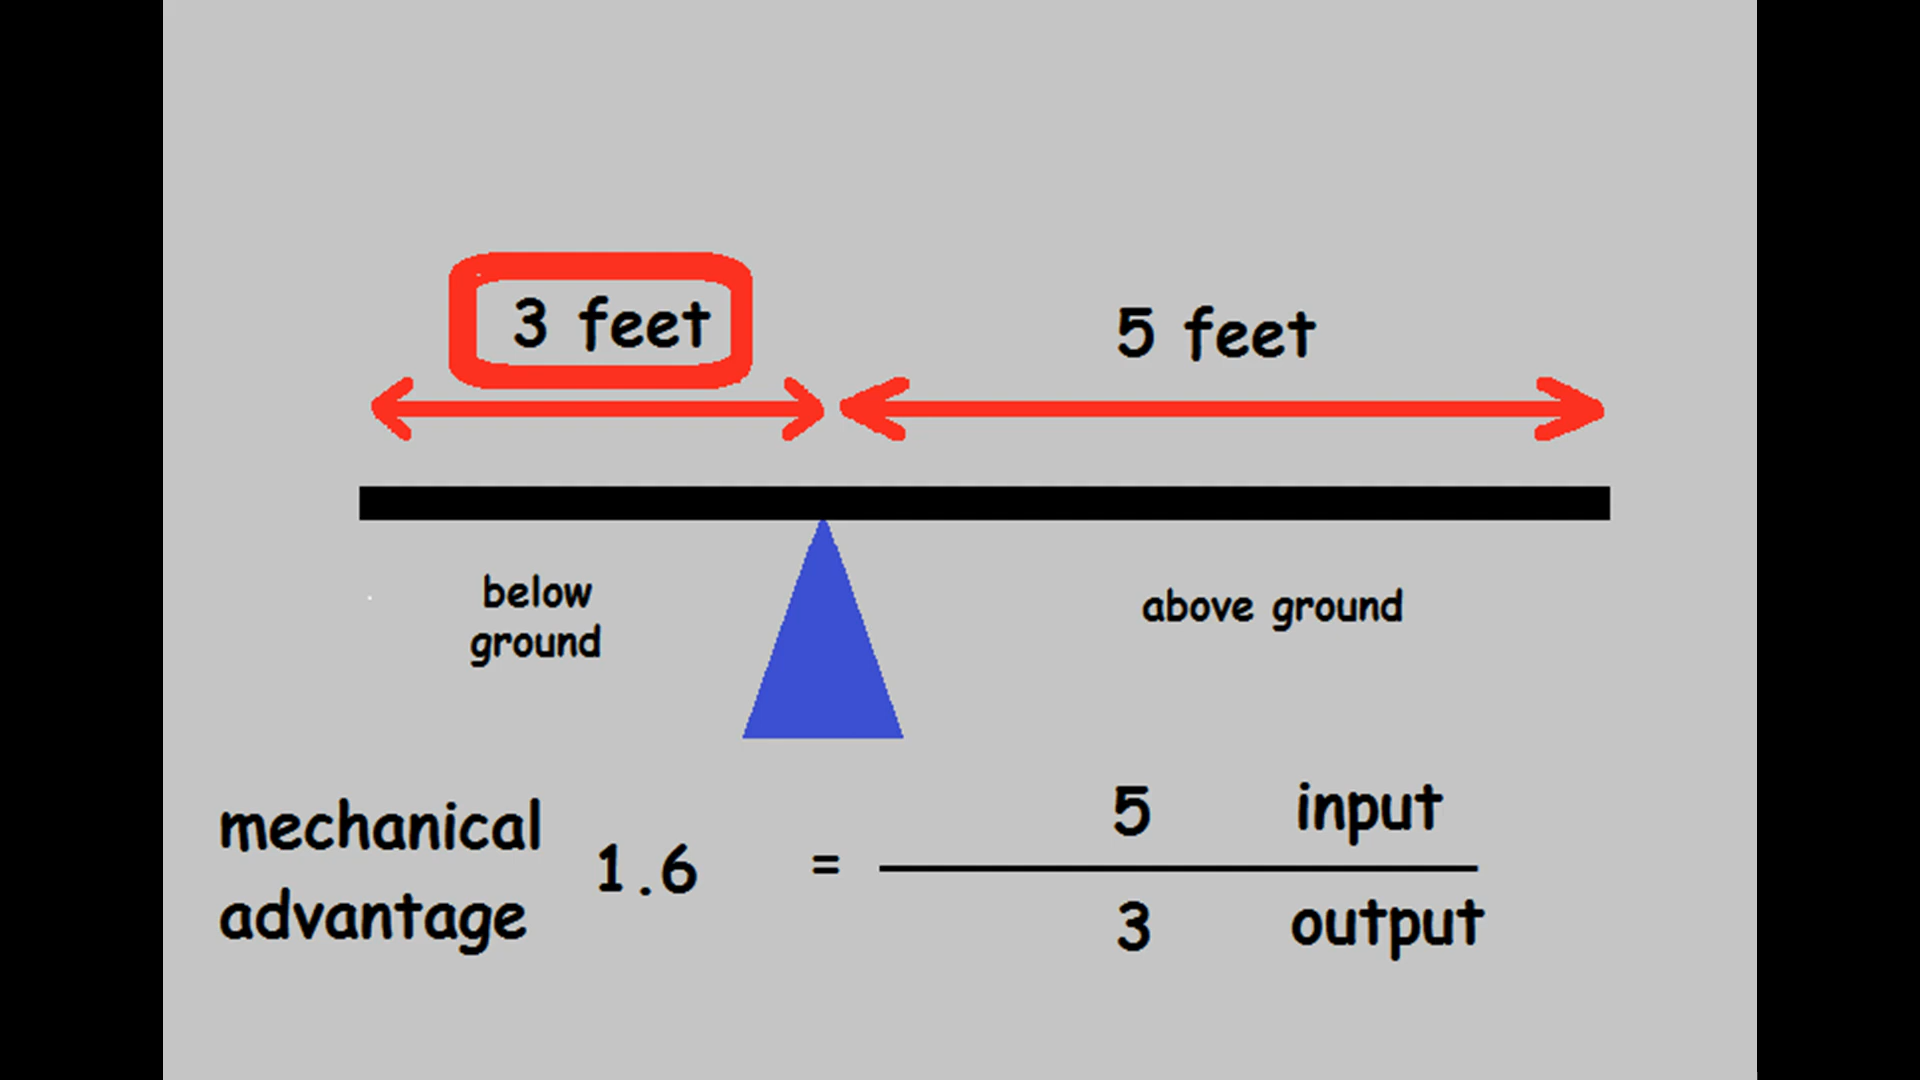 3 feet
5 feet
below
ground
above ground
mechanical
advantage
1.6
=
5 input
3 output